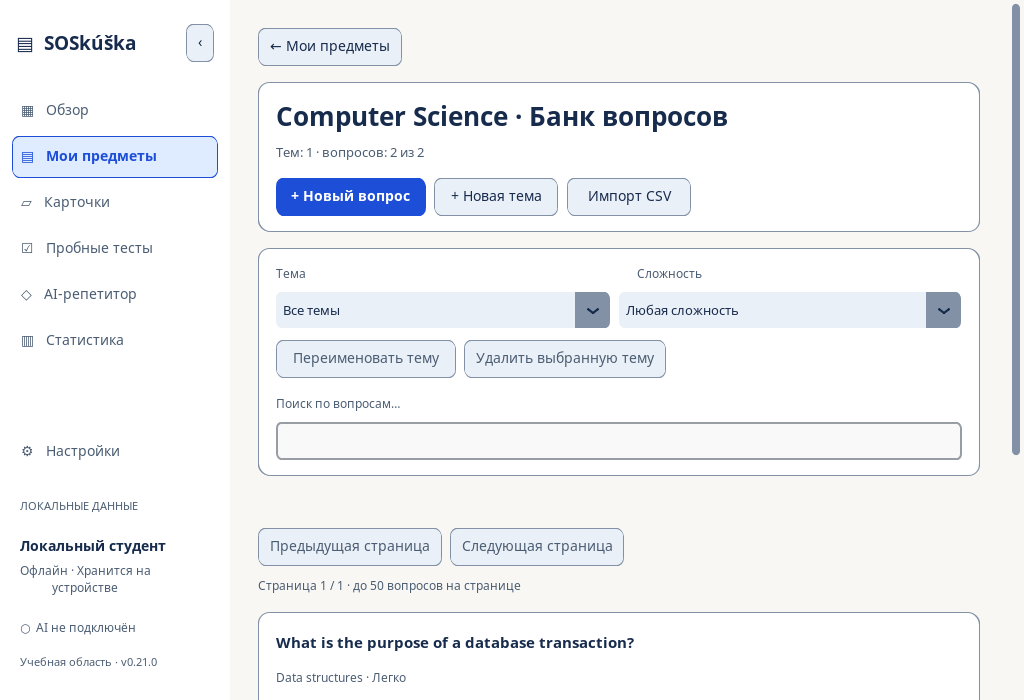 SOSkúška
‹
Обзор
Мои предметы
Карточки
Пробные тесты
AI-репетитор
Статистика
Настройки
ЛОКАЛЬНЫЕ ДАННЫЕ
Локальный студент
Офлайн · Хранится на
устройстве
AI не подключён
Учебная область · v0.21.0
← Мои предметы
Computer Science · Банк вопросов
Тем: 1 · вопросов: 2 из 2
+ Новый вопрос
+ Новая тема
Импорт CSV
Тема
Сложность
Все темы
Любая сложность
Переименовать тему
Удалить выбранную тему
Поиск по вопросам...
Предыдущая страница
Следующая страница
Страница 1 / 1 · до 50 вопросов на странице
What is the purpose of a database transaction?
Data structures · Легко